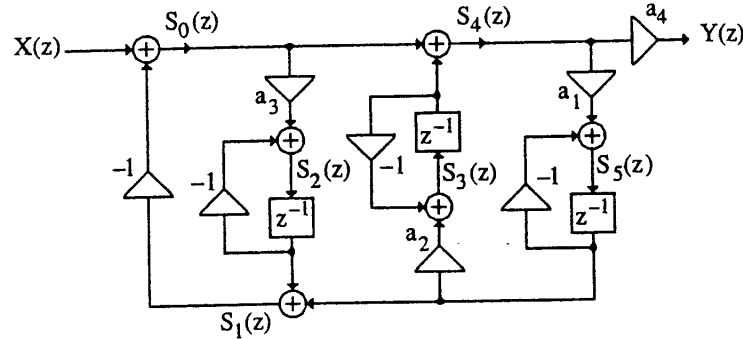 S₀(z)
S₄(z)
a₄
X(z)
Y(z)
a₃
a₁
z⁻¹
−1
S₂(z)
S₃(z)
S₅(z)
−1
−1
−1
z⁻¹
z⁻¹
a₂
S₁(z)